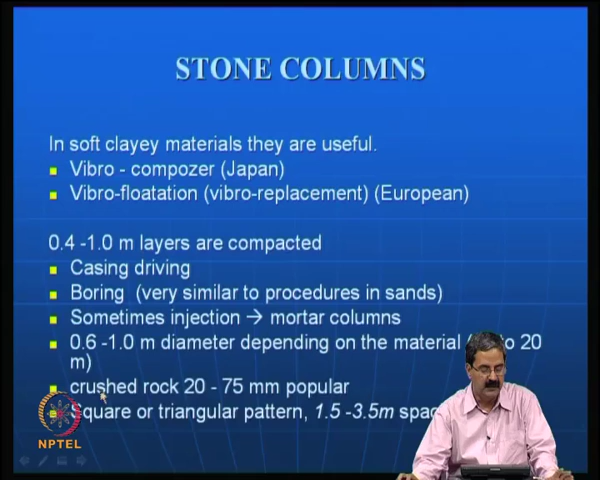 STONE COLUMNS
In soft clayey materials they are useful.
Vibro - compozer (Japan)
Vibro-floatation (vibro-replacement) (European)
0.4 -1.0 m layers are compacted
Casing driving
Boring (very similar to procedures in sands)
Sometimes injection → mortar columns
0.6 -1.0 m diameter depending on the material to 20
m)
crushed rock 20 - 75 mm popular
Square or triangular pattern, 1.5 -3.5m
NPTEL